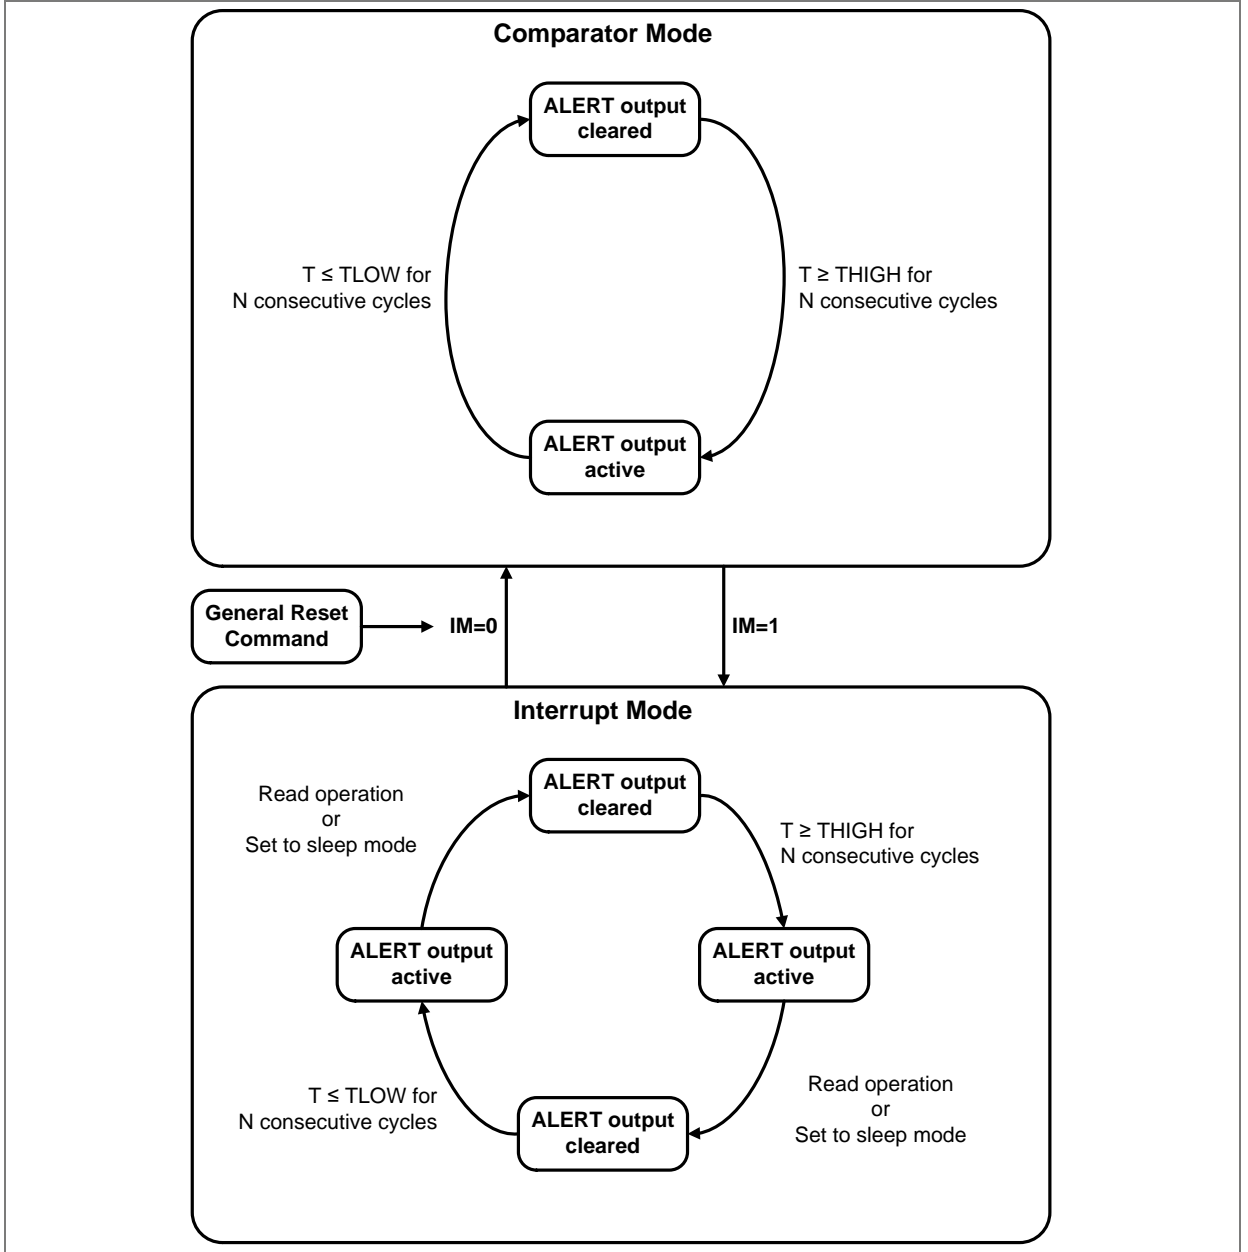 Comparator Mode
ALERT output
cleared
T ≤ TLOW for
N consecutive cycles
T ≥ THIGH for
N consecutive cycles
ALERT output
active
General Reset
Command
IM=0
IM=1
Interrupt Mode
ALERT output
cleared
Read operation
or
Set to sleep mode
T ≥ THIGH for
N consecutive cycles
ALERT output
active
ALERT output
active
T ≤ TLOW for
N consecutive cycles
Read operation
or
Set to sleep mode
ALERT output
cleared